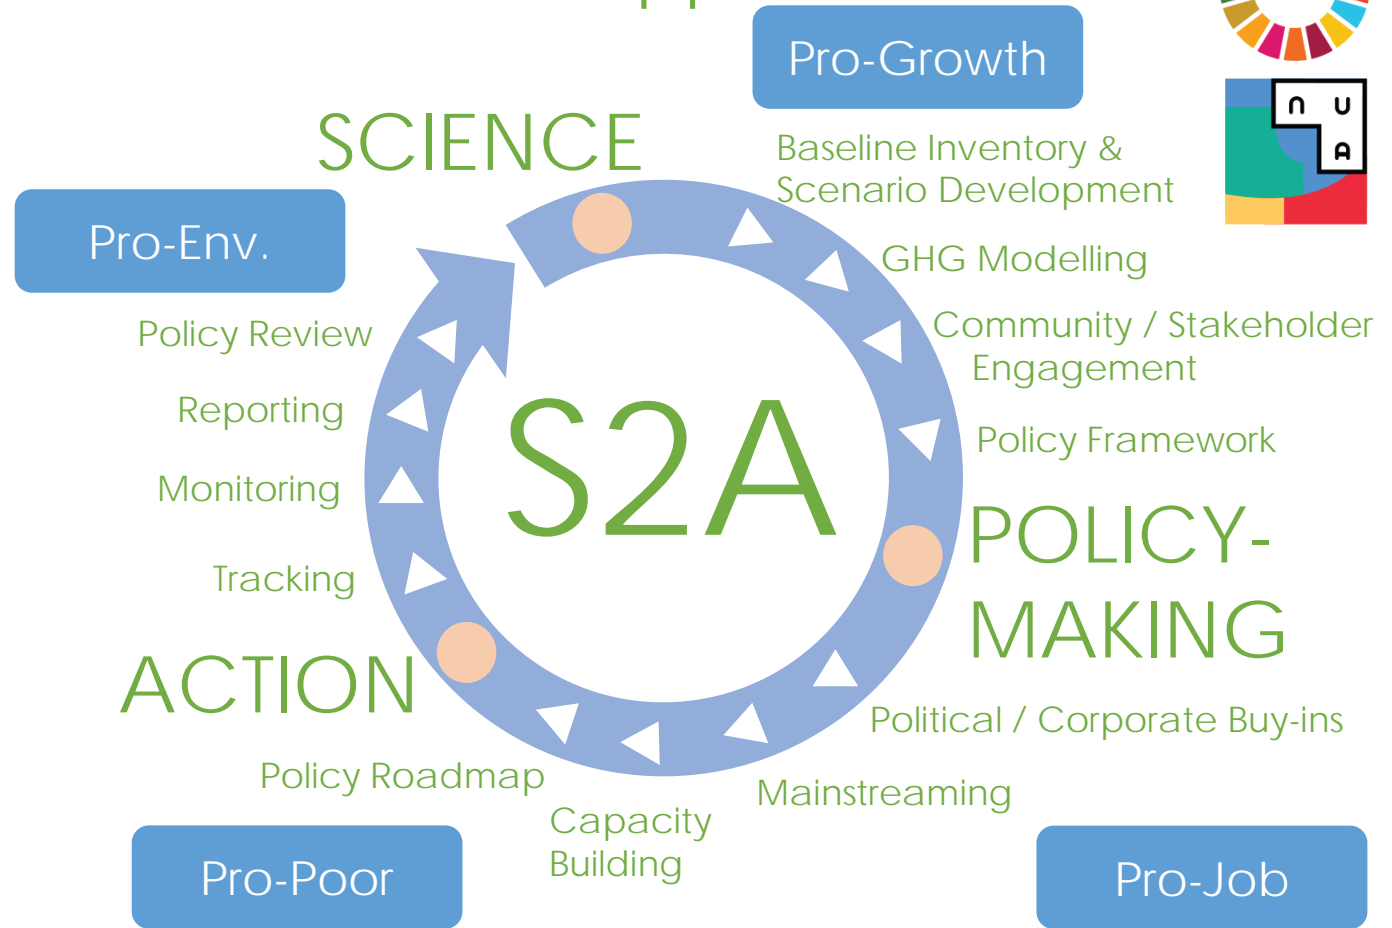 Pro-Growth
SCIENCE
Baseline Inventory &
Scenario Development
Pro-Env.
GHG Modelling
Policy Review
Community / Stakeholder
Engagement
Reporting
S2A
Policy Framework
Monitoring
POLICY-
MAKING
Tracking
ACTION
Political / Corporate Buy-ins
Policy Roadmap
Mainstreaming
Capacity
Building
Pro-Poor
Pro-Job
N U
A